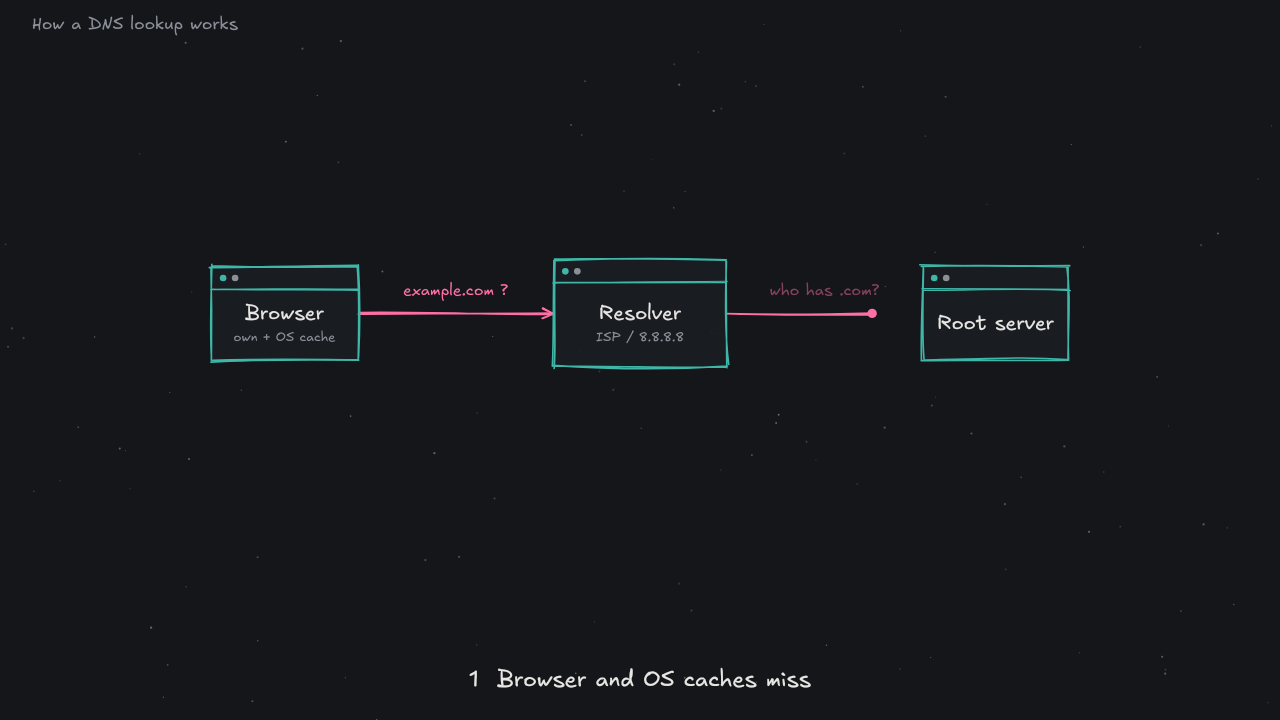 How a DNS lookup works
example.com ?
who has .com?
Browser
own + OS cache
Resolver
ISP / 8.8.8.8
Root server
1 Browser and OS caches miss